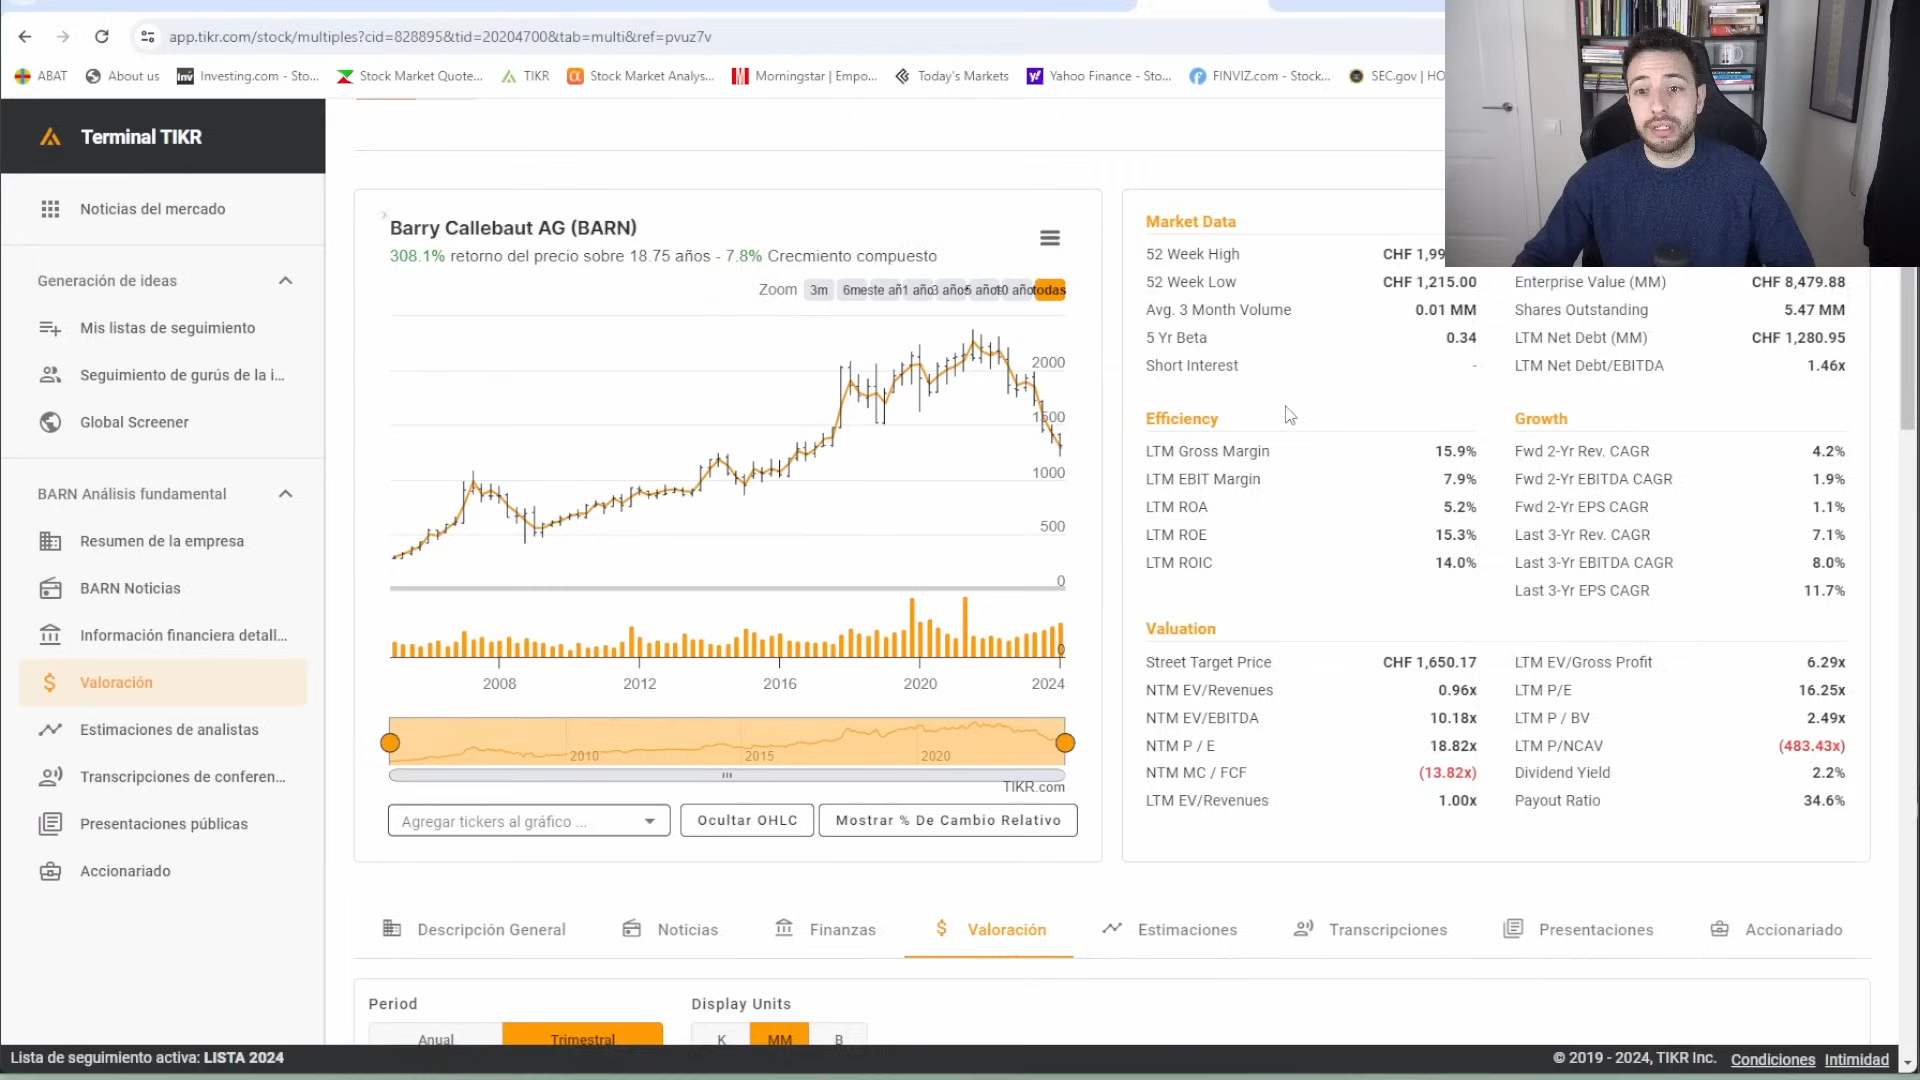 app.tikr.com/stock/multiples?cid=828895&tid=20204700&tab=multi&ref=pvuz7v
ABAT
About us
Investing.com - Sto...
Stock Market Quote...
TIKR
Stock Market Analys...
Morningstar | Empo...
Today's Markets
Yahoo Finance - Sto...
FINVIZ.com - Stock...
SEC.gov | HO
Terminal TIKR
Noticias del mercado
Generación de ideas
Mis listas de seguimiento
Seguimiento de gurús de la i...
Global Screener
BARN Análisis fundamental
Resumen de la empresa
BARN Noticias
Información financiera detall...
Valoración
Estimaciones de analistas
Transcripciones de conferen...
Presentaciones públicas
Accionariado
Barry Callebaut AG (BARN)
308.1% retorno del precio sobre 18.75 años - 7.8% Crecmiento compuesto
Zoom 3m 6m este añ 1 año 3 años 5 años 10 año todas
2000
1500
1000
500
0
0
2008 2012 2016 2020 2024
2010 2015 2020
TIKR.com
Agregar tickers al gráfico ...
Ocultar OHLC
Mostrar % De Cambio Relativo
Market Data
52 Week High CHF 1,99
52 Week Low CHF 1,215.00
Avg. 3 Month Volume 0.01 MM
5 Yr Beta 0.34
Short Interest -
Enterprise Value (MM) CHF 8,479.88
Shares Outstanding 5.47 MM
LTM Net Debt (MM) CHF 1,280.95
LTM Net Debt/EBITDA 1.46x
Efficiency
LTM Gross Margin 15.9%
LTM EBIT Margin 7.9%
LTM ROA 5.2%
LTM ROE 15.3%
LTM ROIC 14.0%
Growth
Fwd 2-Yr Rev. CAGR 4.2%
Fwd 2-Yr EBITDA CAGR 1.9%
Fwd 2-Yr EPS CAGR 1.1%
Last 3-Yr Rev. CAGR 7.1%
Last 3-Yr EBITDA CAGR 8.0%
Last 3-Yr EPS CAGR 11.7%
Valuation
Street Target Price CHF 1,650.17
NTM EV/Revenues 0.96x
NTM EV/EBITDA 10.18x
NTM P / E 18.82x
NTM MC / FCF (13.82x)
LTM EV/Revenues 1.00x
LTM EV/Gross Profit 6.29x
LTM P/E 16.25x
LTM P / BV 2.49x
LTM P/NCAV (483.43x)
Dividend Yield 2.2%
Payout Ratio 34.6%
Descripción General
Noticias
Finanzas
Valoración
Estimaciones
Transcripciones
Presentaciones
Accionariado
Period
Anual
Trimestral
Display Units
K
MM
B
Lista de seguimiento activa: LISTA 2024
© 2019 - 2024, TIKR Inc. Condiciones Intimidad